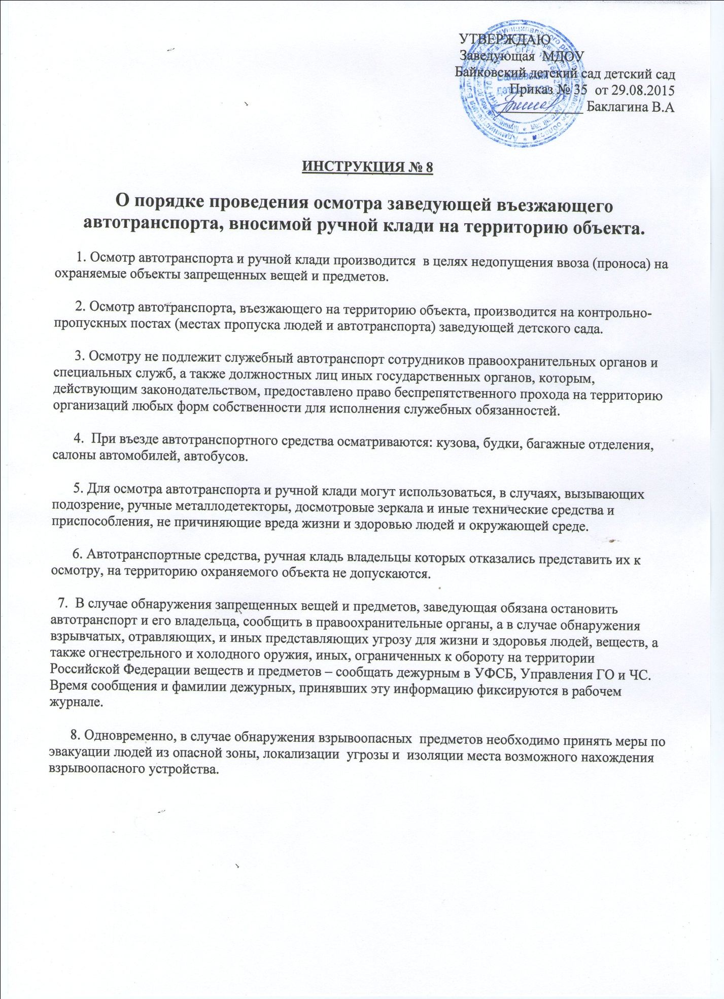 УТВЕРЖДАЮ
Заведующая МДОУ
Байковский детский сад детский сад
Приказ № 35 от 29.08.2015
Баклагина В.А
ИНСТРУКЦИЯ № 8
О порядке проведения осмотра заведующей въезжающего
автотранспорта, вносимой ручной клади на территорию объекта.
1. Осмотр автотранспорта и ручной клади производится в целях недопущения ввоза (проноса) на
охраняемые объекты запрещенных вещей и предметов.
2. Осмотр автотранспорта, въезжающего на территорию объекта, производится на контрольно-
пропускных постах (местах пропуска людей и автотранспорта) заведующей детского сада.
3. Осмотру не подлежит служебный автотранспорт сотрудников правоохранительных органов и
специальных служб, а также должностных лиц иных государственных органов, которым,
действующим законодательством, предоставлено право беспрепятственного прохода на территорию
организаций любых форм собственности для исполнения служебных обязанностей.
4. При въезде автотранспортного средства осматриваются: кузова, будки, багажные отделения,
салоны автомобилей, автобусов.
5. Для осмотра автотранспорта и ручной клади могут использоваться, в случаях, вызывающих
подозрение, ручные металлодетекторы, досмотровые зеркала и иные технические средства и
приспособления, не причиняющие вреда жизни и здоровью людей и окружающей среде.
6. Автотранспортные средства, ручная кладь владельцы которых отказались представить их к
осмотру, на территорию охраняемого объекта не допускаются.
7. В случае обнаружения запрещенных вещей и предметов, заведующая обязана остановить
автотранспорт и его владельца, сообщить в правоохранительные органы, а в случае обнаружения
взрывчатых, отравляющих, и иных представляющих угрозу для жизни и здоровья людей, веществ, а
также огнестрельного и холодного оружия, иных, ограниченных к обороту на территории
Российской Федерации веществ и предметов – сообщать дежурным в УФСБ, Управления ГО и ЧС.
Время сообщения и фамилии дежурных, принявших эту информацию фиксируются в рабочем
журнале.
8. Одновременно, в случае обнаружения взрывоопасных предметов необходимо принять меры по
эвакуации людей из опасной зоны, локализации угрозы и изоляции места возможного нахождения
взрывоопасного устройства.